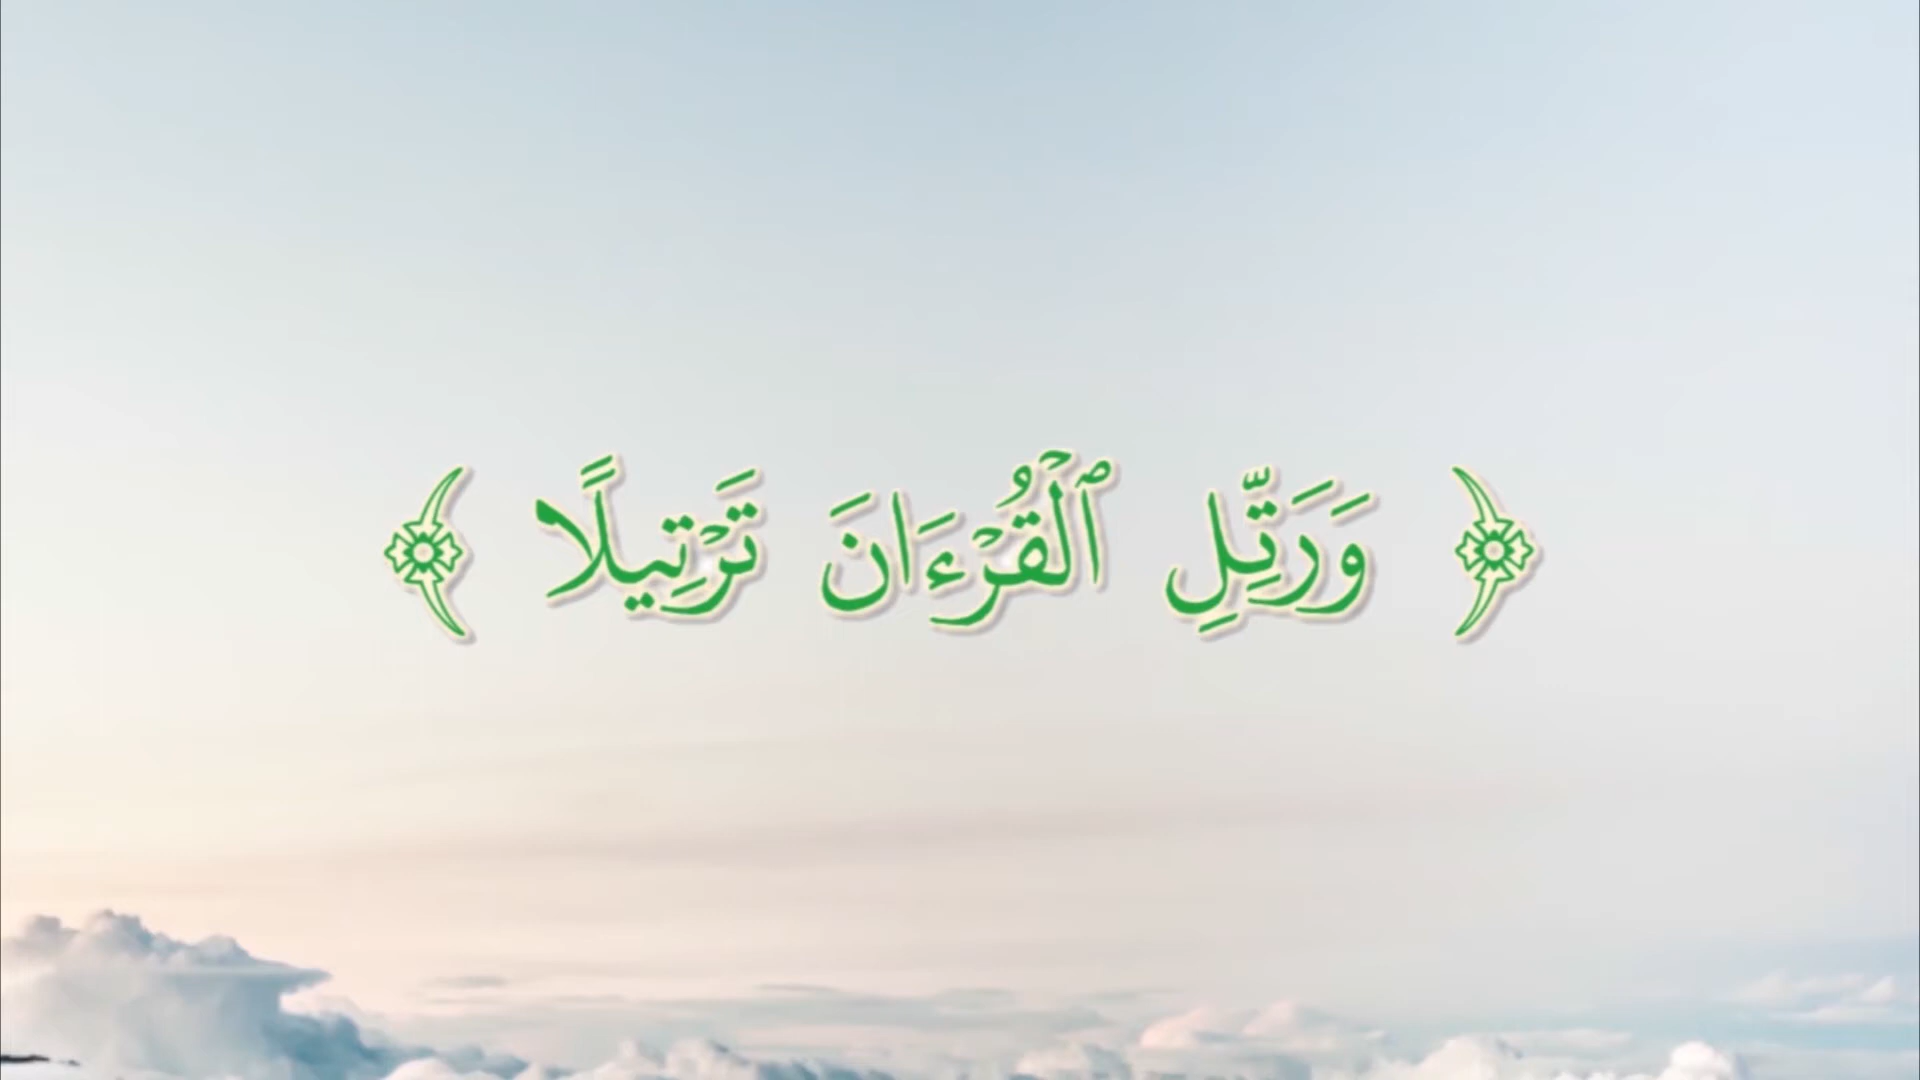 ﴿ وَرَتِّلِ ٱلْقُرْءَانَ تَرْتِيلًا ﴾